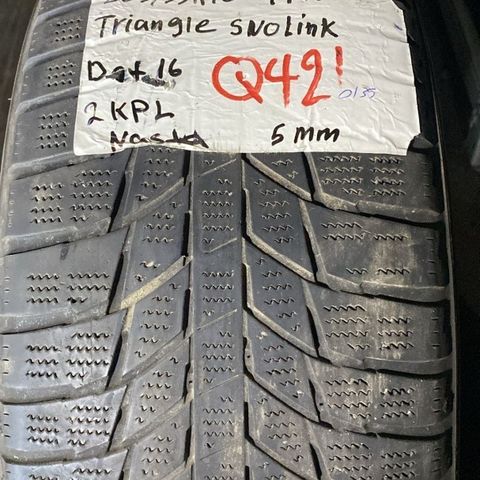 Triangle SNOLINK
Dot 16
Q42!
0135
2 KPL
5 mm